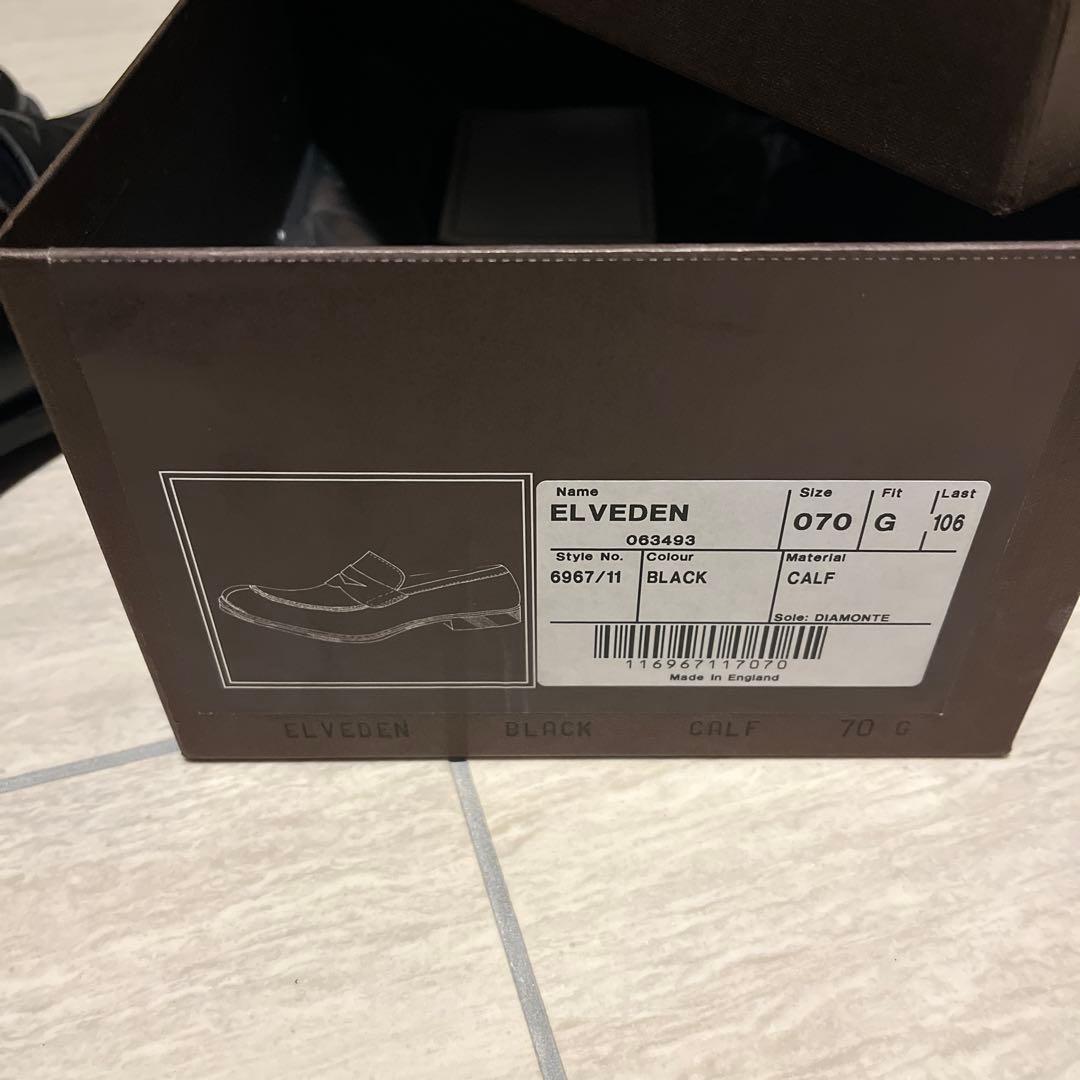 Name Size Fit Last
ELVEDEN 070 G 106
063493
Style No. Colour Material
6967/11 BLACK CALF
Sole: DIAMONTE
116967117070
Made In England
ELVEDEN BLACK CALF 70 G